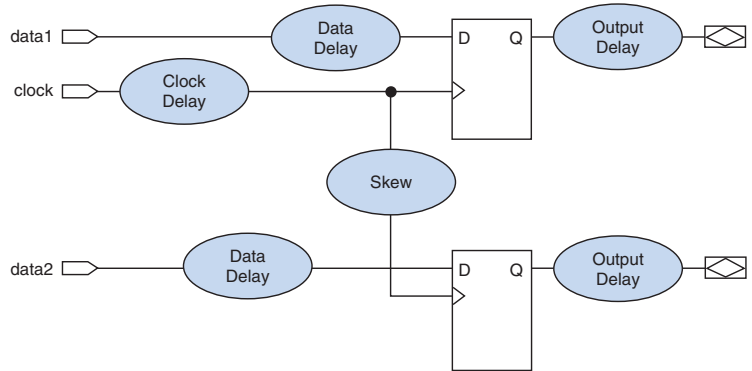 data1
Data
Delay
D
Q
Output
Delay
clock
Clock
Delay
Skew
data2
Data
Delay
D
Q
Output
Delay